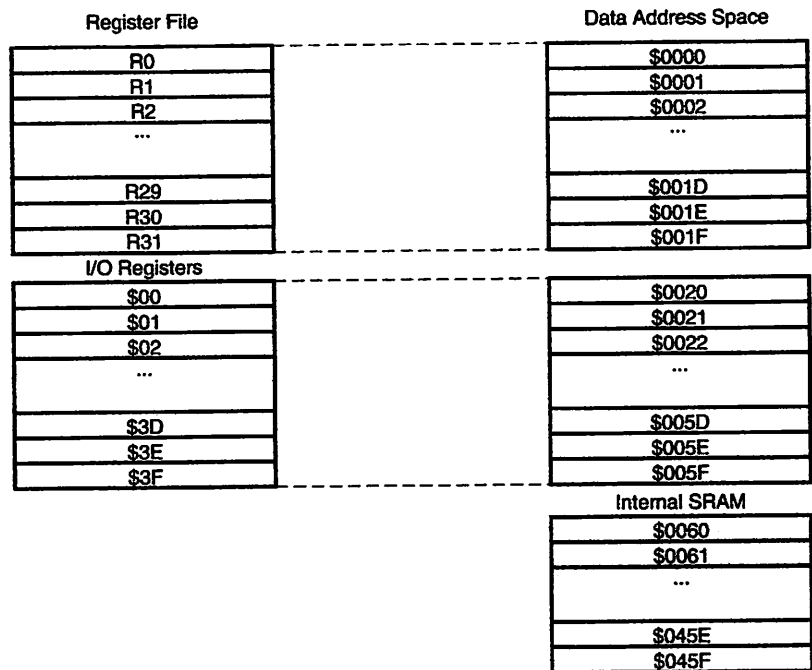 Register File
Data Address Space
R0
R1
R2
...
R29
R30
R31
$0000
$0001
$0002
...
$001D
$001E
$001F
I/O Registers
$00
$01
$02
...
$3D
$3E
$3F
$0020
$0021
$0022
...
$005D
$005E
$005F
Internal SRAM
$0060
$0061
...
$045E
$045F